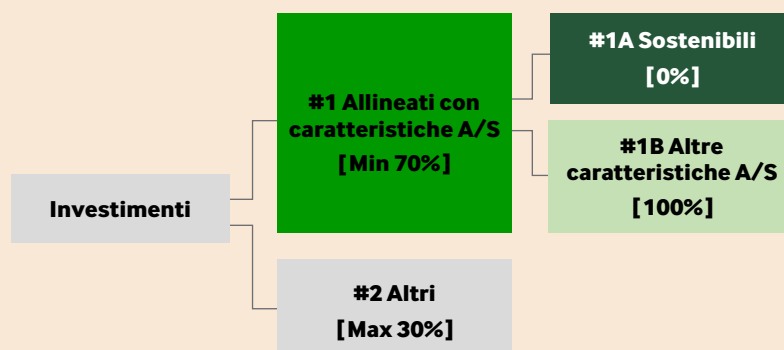 Investimenti
#1 Allineati con
caratteristiche A/S
[Min 70%]
#2 Altri
[Max 30%]
#1A Sostenibili
[0%]
#1B Altre
caratteristiche A/S
[100%]